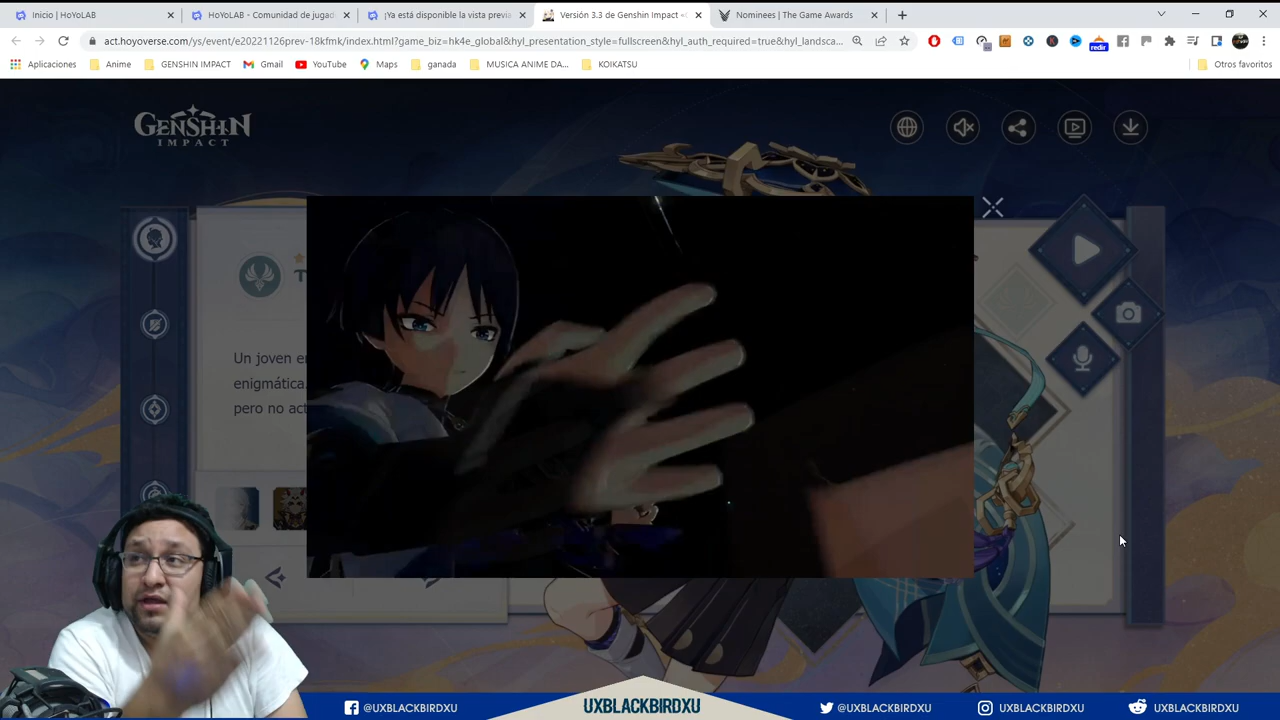 Inicio | HoYoLAB
HoYoLAB - Comunidad de jugad
¡Ya está disponible la vista previa
Versión 3.3 de Genshin Impact «
Nominees | The Game Awards
act.hoyoverse.com/ys/event/e20221126prev-18kfmk/index.html?game_biz=hk4e_global&hyl_presentation_style=fullscreen&hyl_auth_required=true&hyl_landsca...
redir
Aplicaciones
Anime
GENSHIN IMPACT
Gmail
YouTube
Maps
ganada
MUSICA ANIME DA...
KOIKATSU
Otros favoritos
GENSHIN
IMPACT
T
Un joven en
enigmática.
pero no act
@UXBLACKBIRDXU
UXBLACKBIRDXU
@UXBLACKBIRDXU
UXBLACKBIRDXU
UXBLACKBIRDXU